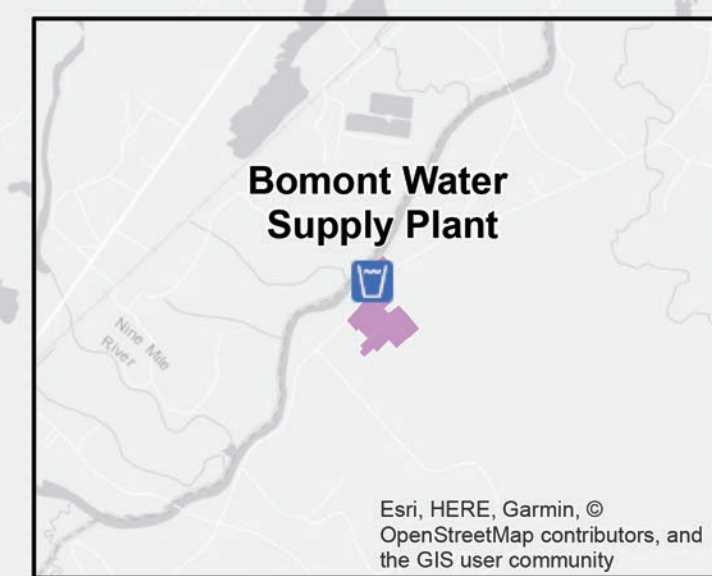 Bomont Water
Supply Plant
Nine Mile
River
Esri, HERE, Garmin, ©
OpenStreetMap contributors, and
the GIS user community